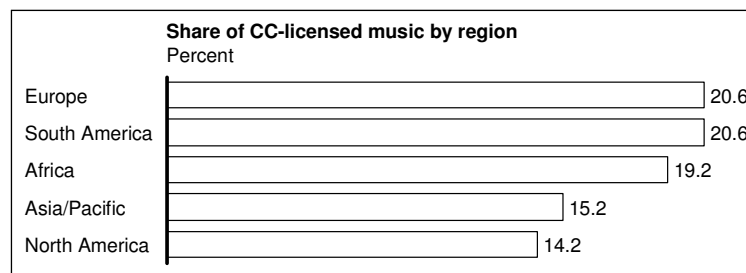 Share of CC-licensed music by region
Percent
Europe 20.6
South America 20.6
Africa 19.2
Asia/Pacific 15.2
North America 14.2